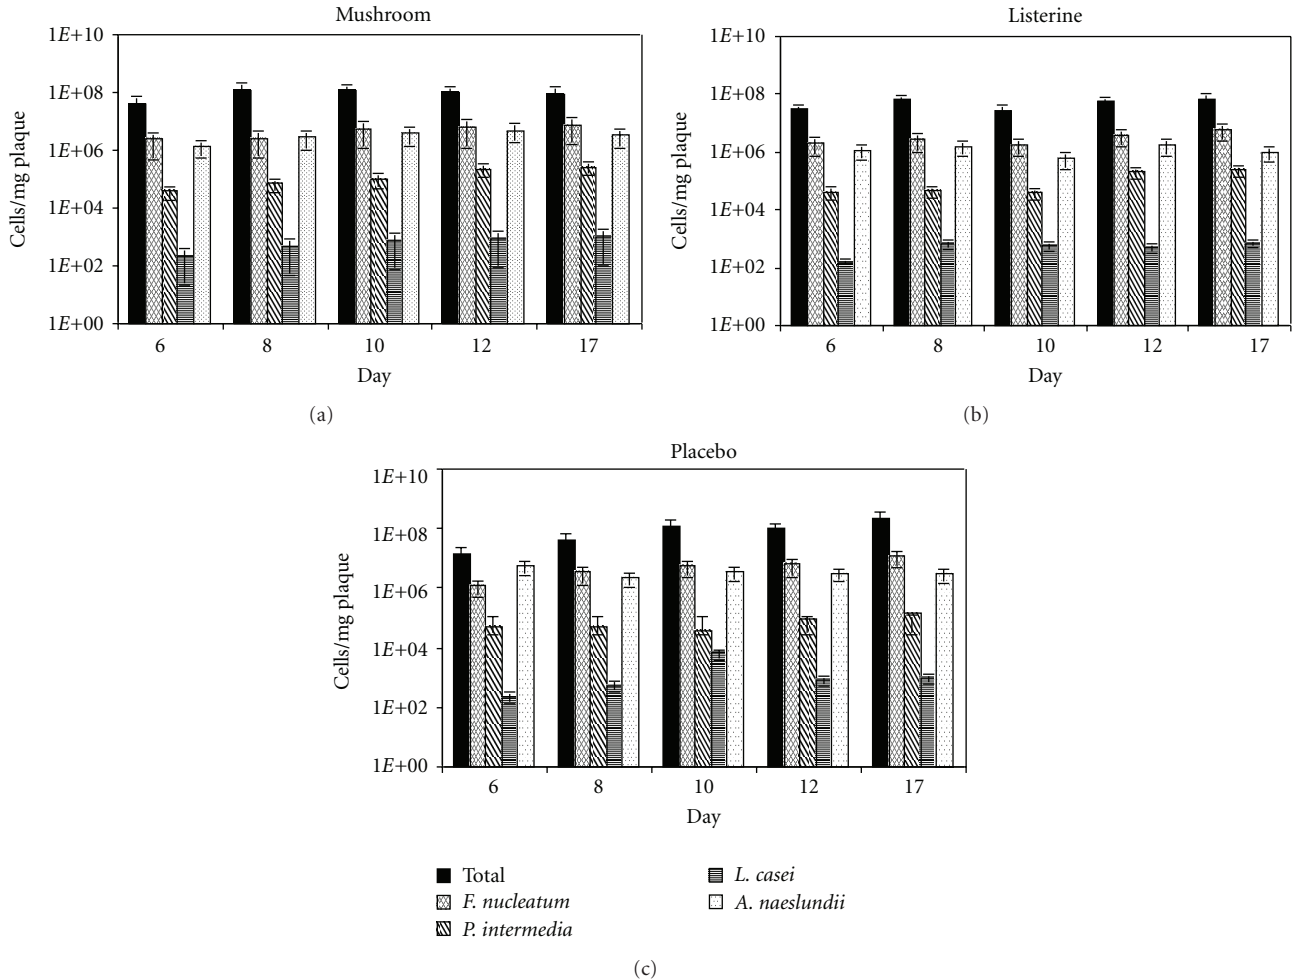 Mushroom
1E+10
1E+08
1E+06
1E+04
1E+02
1E+00
Cells/mg plaque
6 8 10 12 17
Day
(a)
Listerine
1E+10
1E+08
1E+06
1E+04
1E+02
1E+00
Cells/mg plaque
6 8 10 12 17
Day
(b)
Placebo
1E+10
1E+08
1E+06
1E+04
1E+02
1E+00
Cells/mg plaque
6 8 10 12 17
Day
Total
F. nucleatum
P. intermedia
L. casei
A. naeslundii
(c)